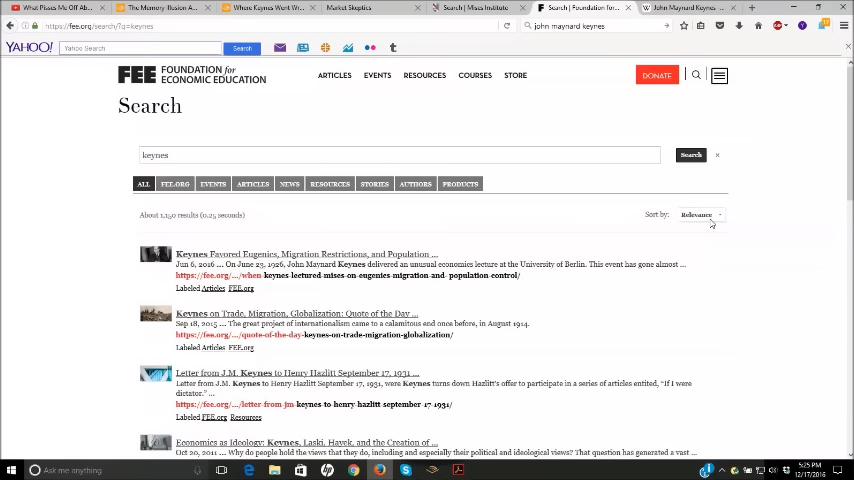 What Pisses Me Off Ab...
The Memory Illusion A...
Where Keynes Went Wr...
Market Skeptics
Search | Mises Institute
Search | Foundation for...
John Maynard Keynes -
https://fee.org/search/?q=keynes
john maynard keynes
YAHOO!
Yahoo Search
Search
FEE FOUNDATION for ECONOMIC EDUCATION
ARTICLES EVENTS RESOURCES COURSES STORE
DONATE
Search
keynes
Search
ALL FEE.ORG EVENTS ARTICLES NEWS RESOURCES STORIES AUTHORS PRODUCTS
About 1,150 results (0.25 seconds)
Sort by: Relevance
Keynes Favored Eugenics, Migration Restrictions, and Population ...
Jun 6, 2016 ... On June 23, 1926, John Maynard Keynes delivered an unusual economics lecture at the University of Berlin. This event has gone almost ...
https://fee.org/.../when-keynes-lectured-mises-on-eugenics-migration-and- population-control/
Labeled Articles FEE.org
Keynes on Trade, Migration, Globalization: Quote of the Day ...
Sep 18, 2015 ... The great project of internationalism came to a calamitous end once before, in August 1914.
https://fee.org/.../quote-of-the-day-keynes-on-trade-migration-globalization/
Labeled Articles FEE.org
Letter from J.M. Keynes to Henry Hazlitt September 17, 1931 ...
Letter from J.M. Keynes to Henry Hazlitt September 17, 1931, were Keynes turns down Hazlitt's offer to participate in a series of articles entitled, "If I were
dictator." ...
https://fee.org/.../letter-from-jm-keynes-to-henry-hazlitt-september-17-1931/
Labeled FEE.org Resources
Economics as Ideology: Keynes, Laski, Hayek, and the Creation of ...
Oct 20, 2011 ... Why do people hold the views that they do, including and especially their political and ideological views? That question has generated a vast ...
Ask me anything
5:25 PM
12/17/2016